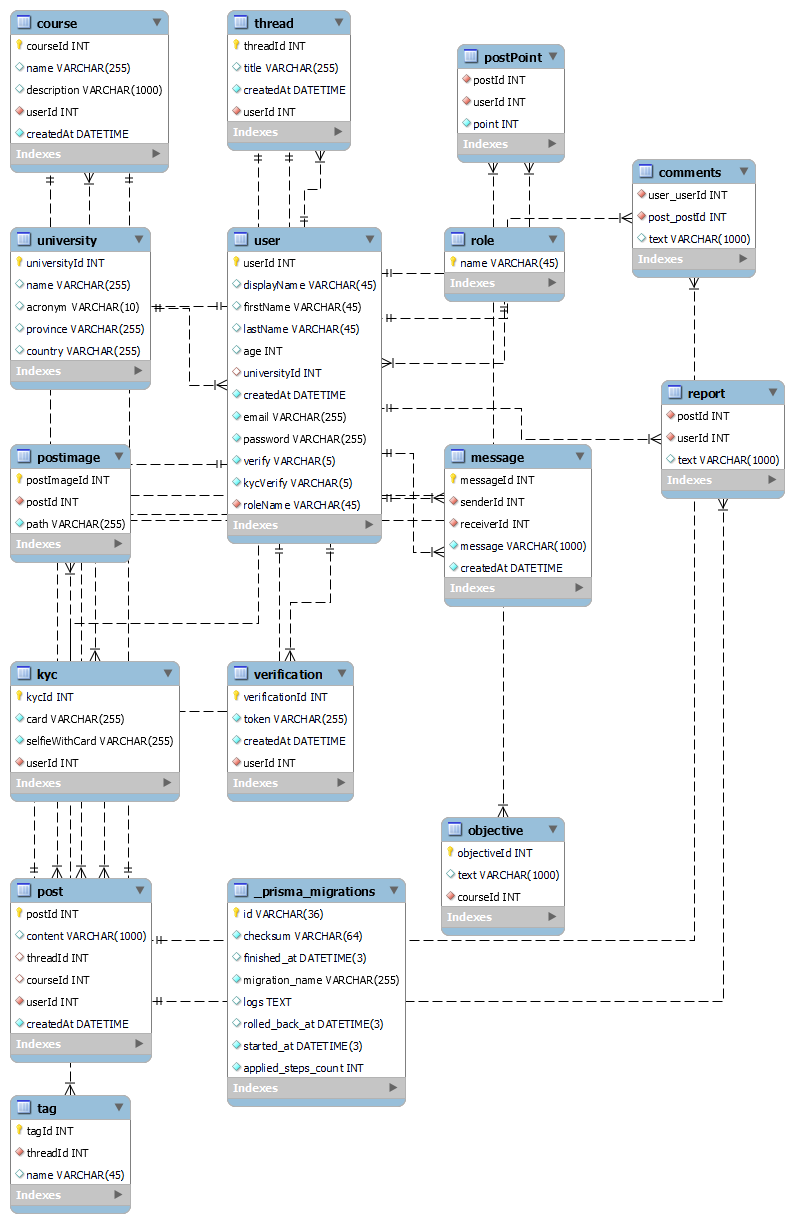 course
courseId INT
name VARCHAR(255)
description VARCHAR(1000)
userId INT
createdAt DATETIME
Indexes
thread
threadId INT
title VARCHAR(255)
createdAt DATETIME
userId INT
Indexes
postPoint
postId INT
userId INT
point INT
Indexes
comments
user_userId INT
post_postId INT
text VARCHAR(1000)
Indexes
university
universityId INT
name VARCHAR(255)
acronym VARCHAR(10)
province VARCHAR(255)
country VARCHAR(255)
Indexes
user
userId INT
displayName VARCHAR(45)
firstName VARCHAR(45)
lastName VARCHAR(45)
age INT
universityId INT
createdAt DATETIME
email VARCHAR(255)
password VARCHAR(255)
verify VARCHAR(5)
kycVerify VARCHAR(5)
roleName VARCHAR(45)
Indexes
role
name VARCHAR(45)
Indexes
report
postId INT
userId INT
text VARCHAR(1000)
Indexes
postimage
postImageId INT
postId INT
path VARCHAR(255)
Indexes
message
messageId INT
senderId INT
receiverId INT
message VARCHAR(1000)
createdAt DATETIME
Indexes
kyc
kycId INT
card VARCHAR(255)
selfieWithCard VARCHAR(255)
userId INT
Indexes
verification
verificationId INT
token VARCHAR(255)
createdAt DATETIME
userId INT
Indexes
objective
objectiveId INT
text VARCHAR(1000)
courseId INT
Indexes
post
postId INT
content VARCHAR(1000)
threadId INT
courseId INT
userId INT
createdAt DATETIME
Indexes
_prisma_migrations
id VARCHAR(36)
checksum VARCHAR(64)
finished_at DATETIME(3)
migration_name VARCHAR(255)
logs TEXT
rolled_back_at DATETIME(3)
started_at DATETIME(3)
applied_steps_count INT
Indexes
tag
tagId INT
threadId INT
name VARCHAR(45)
Indexes